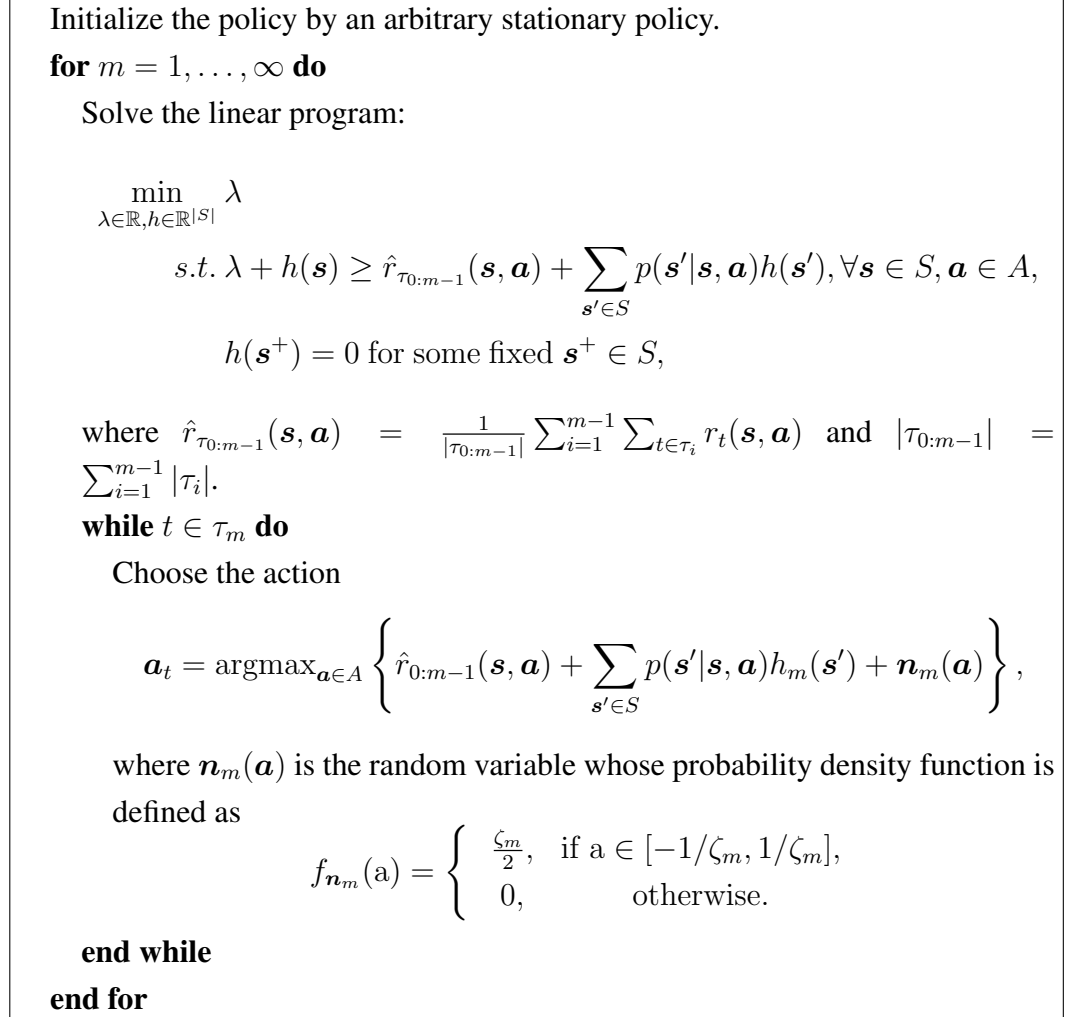 Initialize the policy by an arbitrary stationary policy.
for m = 1, . . . , ∞ do
Solve the linear program:
min_{λ∈ℝ,h∈ℝ^{|S|}} λ
s.t. λ + h(s) ≥ r̂_{τ_{0:m−1}}(s, a) + ∑_{s′∈S} p(s′|s, a)h(s′), ∀s ∈ S, a ∈ A,
h(s⁺) = 0 for some fixed s⁺ ∈ S,
where r̂_{τ_{0:m−1}}(s, a) = 1/|τ_{0:m−1}| ∑_{i=1}^{m−1} ∑_{t∈τ_i} r_t(s, a) and |τ_{0:m−1}| =
∑_{i=1}^{m−1} |τ_i|.
while t ∈ τ_m do
Choose the action
a_t = argmax_{a∈A} { r̂_{0:m−1}(s, a) + ∑_{s′∈S} p(s′|s, a)h_m(s′) + n_m(a) } ,
where n_m(a) is the random variable whose probability density function is
defined as
f_{n_m}(a) = { ζ_m/2, if a ∈ [−1/ζ_m, 1/ζ_m],
0, otherwise.
end while
end for